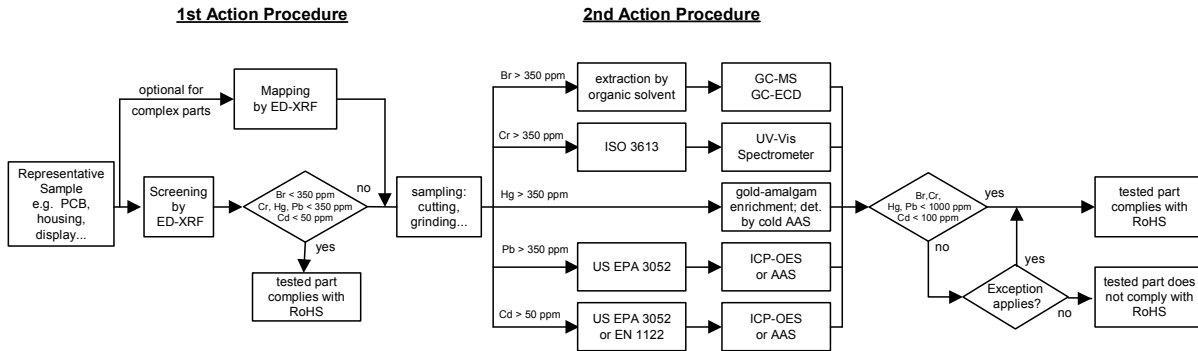 1st Action Procedure
2nd Action Procedure
optional for
complex parts
Mapping
by ED-XRF
Representative
Sample
e.g. PCB,
housing,
display...
Screening
by
ED-XRF
Br < 350 ppm
Cr, Hg, Pb < 350 ppm
Cd < 50 ppm
no
yes
tested part
complies with
RoHS
sampling:
cutting,
grinding...
Br > 350 ppm
extraction by
organic solvent
GC-MS
GC-ECD
Cr > 350 ppm
ISO 3613
UV-Vis
Spectrometer
Hg > 350 ppm
gold-amalgam
enrichment; det.
by cold AAS
Pb > 350 ppm
US EPA 3052
ICP-OES
or AAS
Cd > 50 ppm
US EPA 3052
or EN 1122
ICP-OES
or AAS
Br,Cr,
Hg, Pb < 1000 ppm
Cd < 100 ppm
yes
no
tested part
complies with
RoHS
yes
Exception
applies?
no
tested part does
not comply with
RoHS